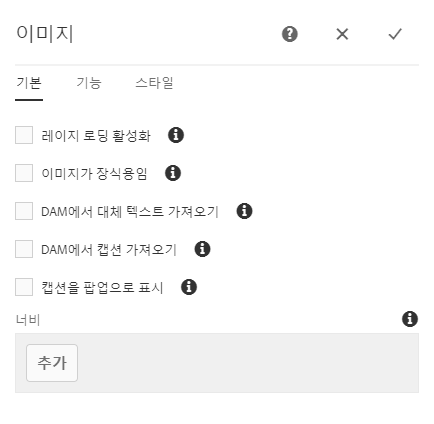 이미지
기본 기능 스타일
레이지 로딩 활성화
이미지가 장식용임
DAM에서 대체 텍스트 가져오기
DAM에서 캡션 가져오기
캡션을 팝업으로 표시
너비
추가